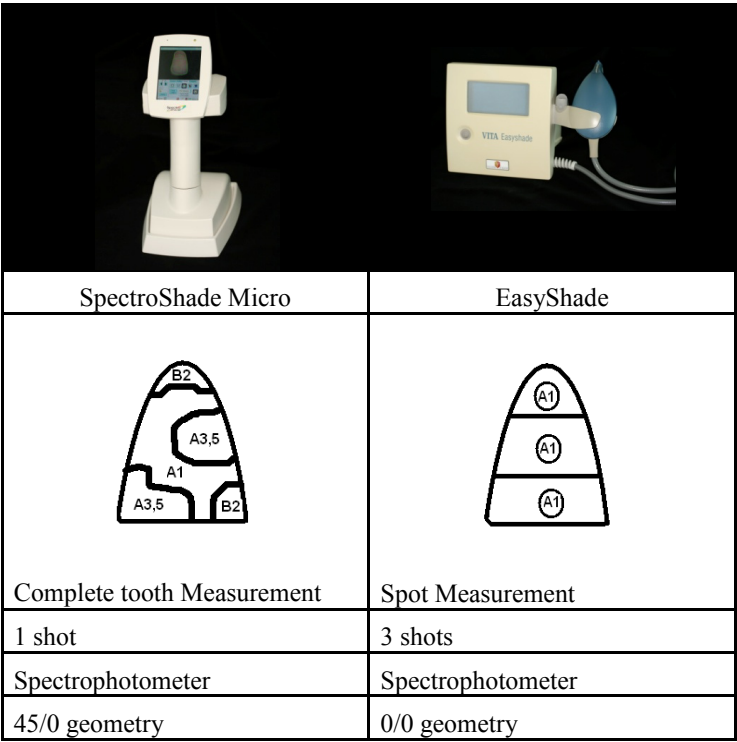 VITA Easyshade
SpectroShade Micro
EasyShade
B2
A3,5
A1
A3,5
B2
A1
A1
A1
Complete tooth Measurement
Spot Measurement
1 shot
3 shots
Spectrophotometer
Spectrophotometer
45/0 geometry
0/0 geometry